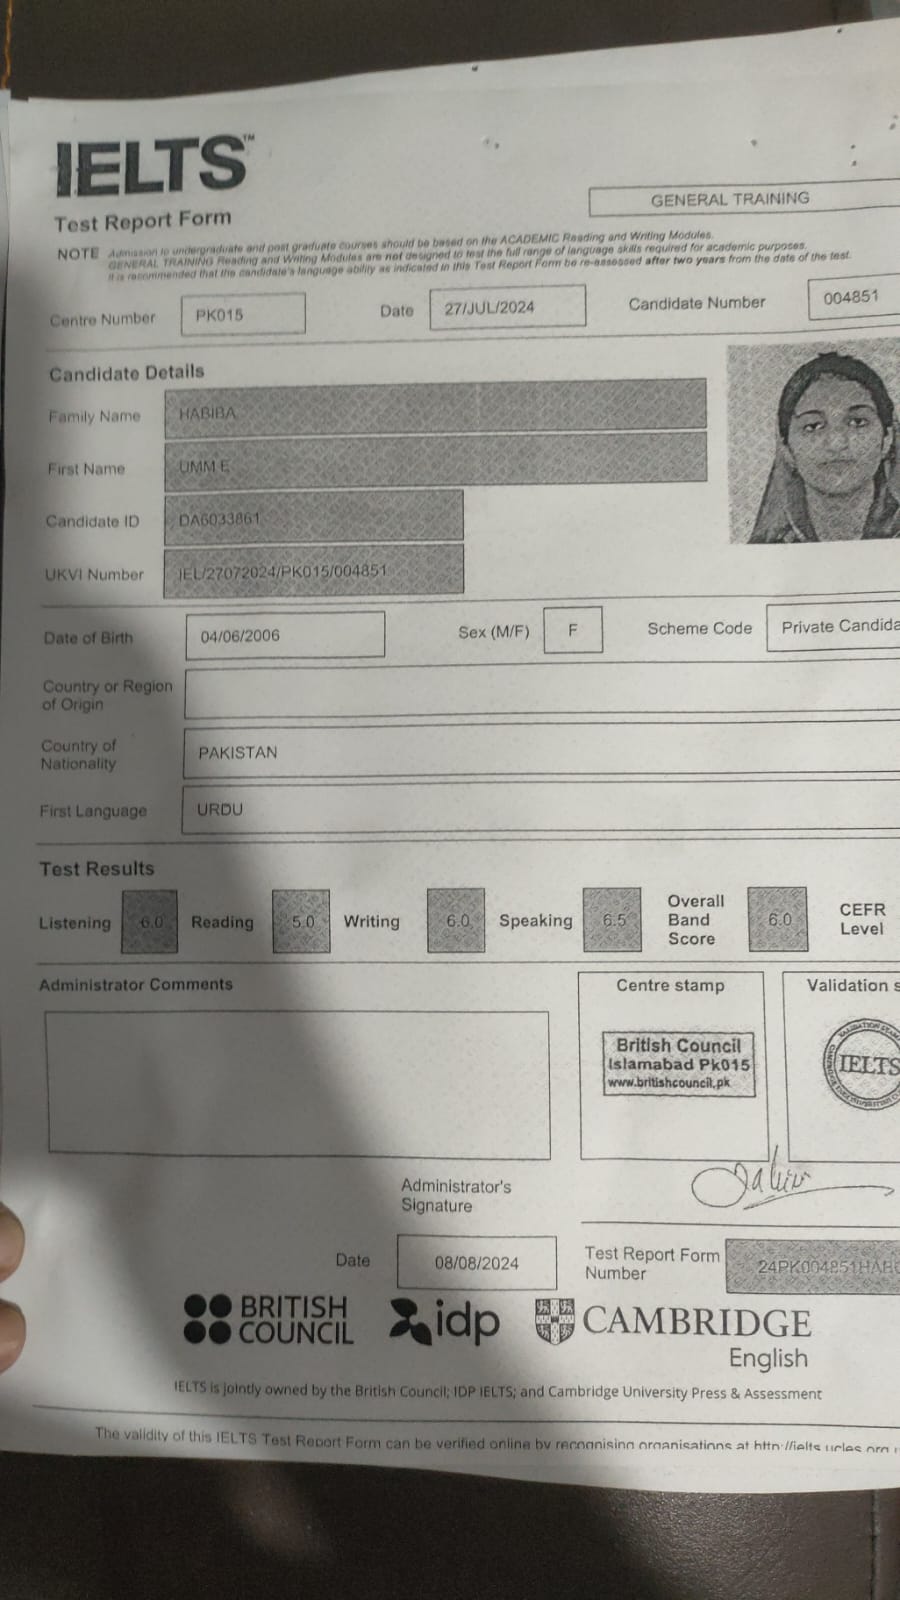 IELTS™
GENERAL TRAINING
Test Report Form
NOTE Admission to undergraduate and post graduate courses should be based on the ACADEMIC Reading and Writing Modules.
GENERAL TRAINING Reading and Writing Modules are not designed to test the full range of language skills required for academic purposes.
It is recommended that the candidate's language ability as indicated in this Test Report Form be re-assessed after two years from the date of the test.
Centre Number PK015 Date 27/JUL/2024 Candidate Number 004851
Candidate Details
Family Name HABIBA
First Name UMM E
Candidate ID DA6033861
UKVI Number IEL/27072024/PK015/004851
Date of Birth 04/06/2006 Sex (M/F) F Scheme Code Private Candida
Country or Region
of Origin
Country of
Nationality
PAKISTAN
First Language URDU
Test Results
Listening 6.0 Reading 5.0 Writing 6.0 Speaking 6.5 Overall Band Score 6.0 CEFR Level
Administrator Comments
Centre stamp
Validation s
British Council
Islamabad Pk015
www.britishcouncil.pk
IELTS
Administrator's
Signature
Date 08/08/2024
Test Report Form
Number
BRITISH
COUNCIL
idp
CAMBRIDGE
English
IELTS is jointly owned by the British Council; IDP IELTS; and Cambridge University Press & Assessment
The validity of this IELTS Test Report Form can be verified online by recognising organisations at http://ielts.ucles.org.